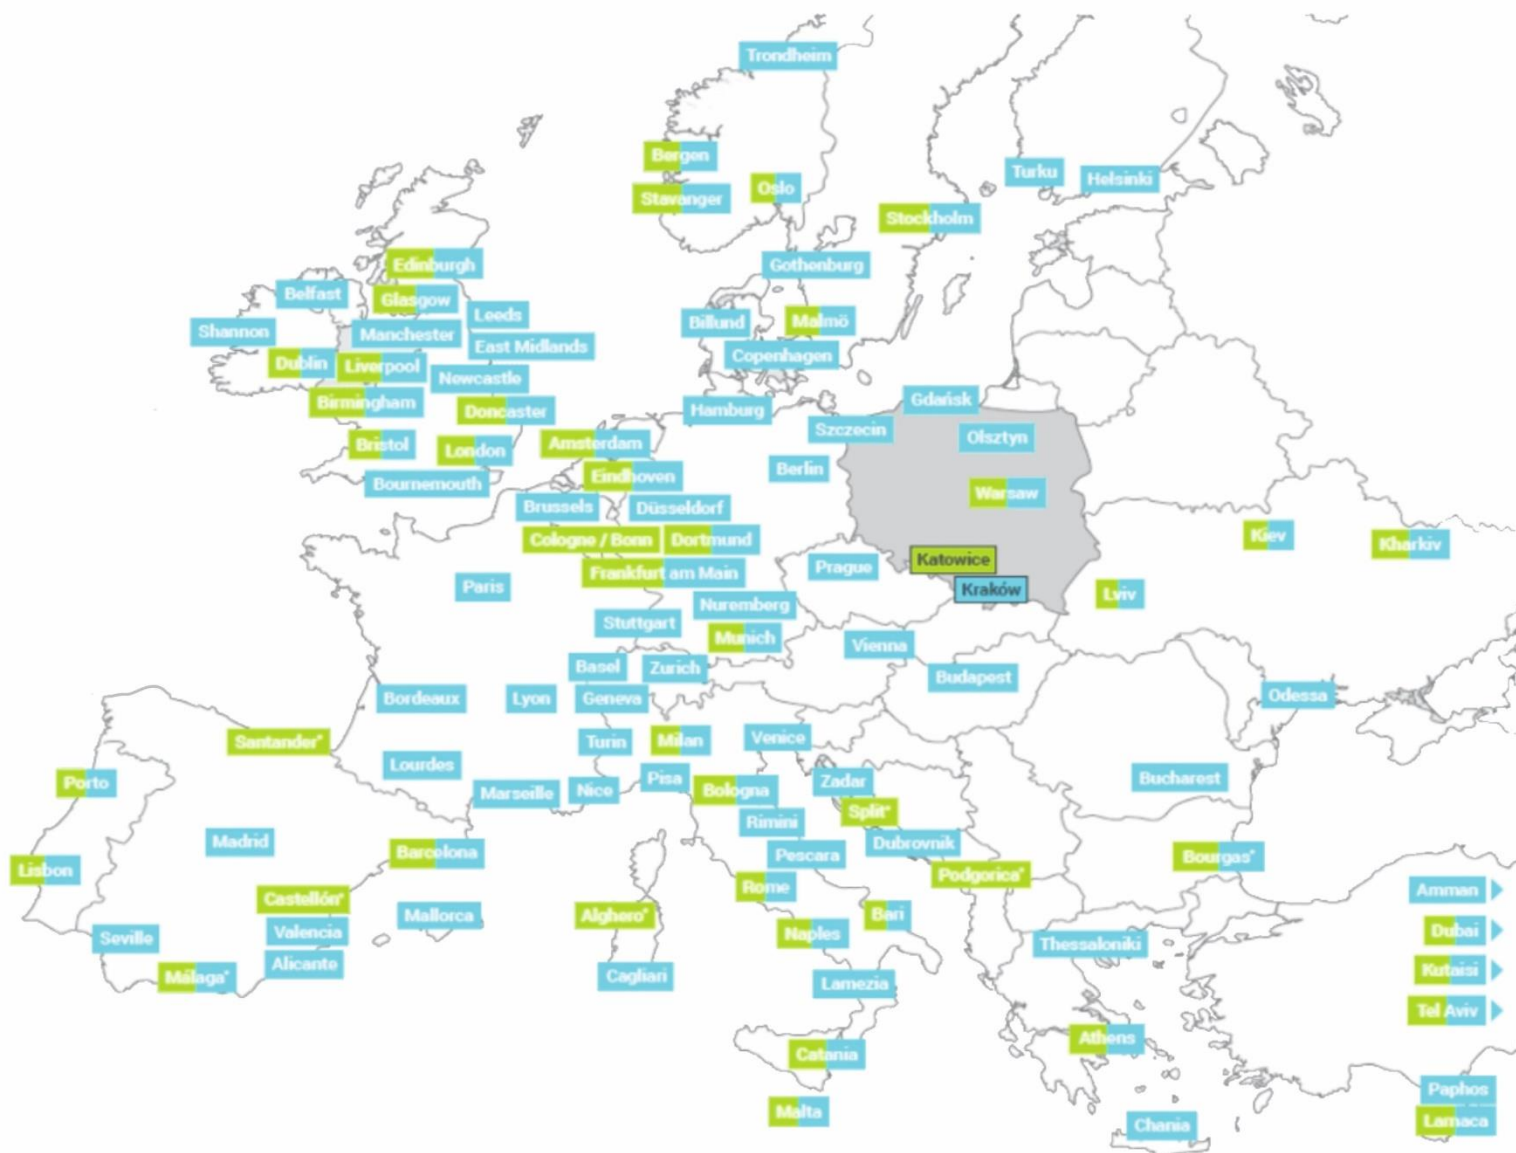 Trondheim
Bergen
Turku
Helsinki
Stavanger
Oslo
Stockholm
Edinburgh
Gothenburg
Belfast
Glasgow
Leeds
Billund
Malmö
Shannon
Manchester
East Midlands
Copenhagen
Dublin
Liverpool
Newcastle
Birmingham
Doncaster
Hamburg
Gdańsk
Szczecin
Olsztyn
Bristol
London
Amsterdam
Berlin
Bournemouth
Eindhoven
Warsaw
Brussels
Düsseldorf
Cologne / Bonn
Dortmund
Kiev
Kharkiv
Katowice
Prague
Frankfurt am Main
Kraków
Lviv
Paris
Nuremberg
Stuttgart
Munich
Vienna
Basel
Zurich
Budapest
Bordeaux
Lyon
Geneva
Odessa
Santander*
Turin
Milan
Venice
Lourdes
Porto
Marseille
Nice
Pisa
Bologna
Zadar
Bucharest
Split*
Rimini
Madrid
Barcelona
Pescara
Dubrovnik
Bourgas*
Lisbon
Podgorica*
Rome
Amman
Castellón*
Mallorca
Alghero*
Bari
Seville
Valencia
Naples
Thessaloniki
Dubai
Málaga*
Alicante
Cagliari
Lamezia
Kutaisi
Tel Aviv
Athens
Catania
Malta
Paphos
Larnaca
Chania